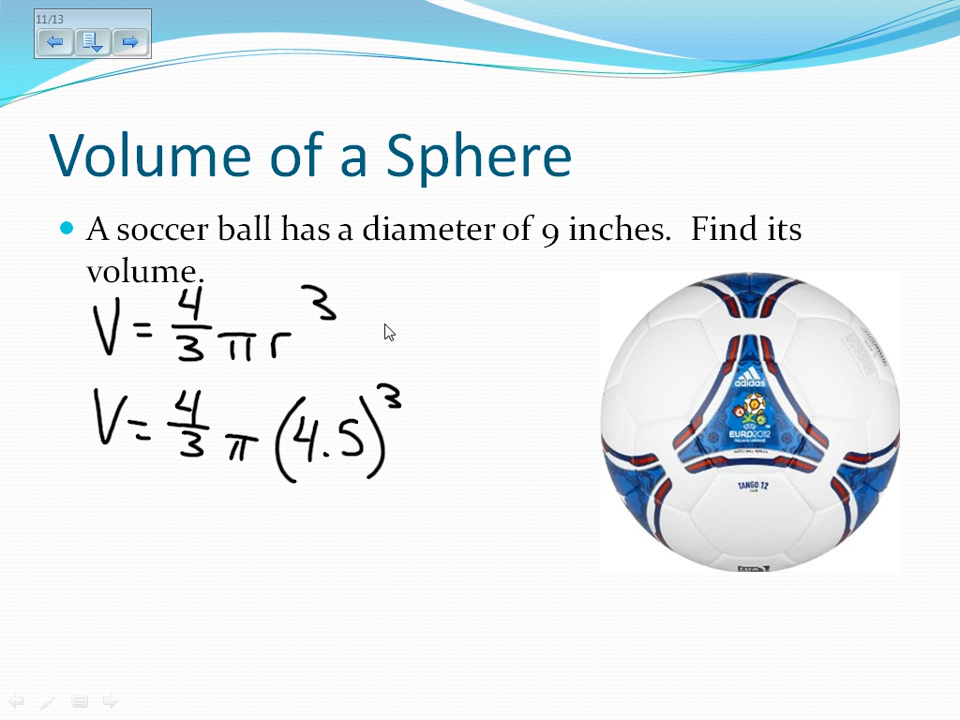 11/13
Volume of a Sphere
A soccer ball has a diameter of 9 inches. Find its
volume.
V = 4/3 π r³
V = 4/3 π (4.5)³
adidas
UEFA
EURO2012
TANGO 12